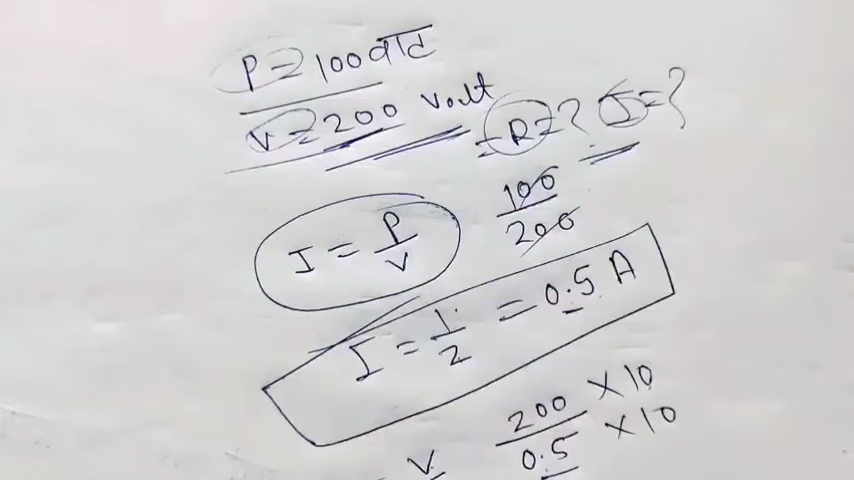 P = 100 वाट
V = 200 Volt
R = ? I = ?
I = P/V 100/200
I = 1/2 = 0.5 A
V 200 × 10 / 0.5 × 10